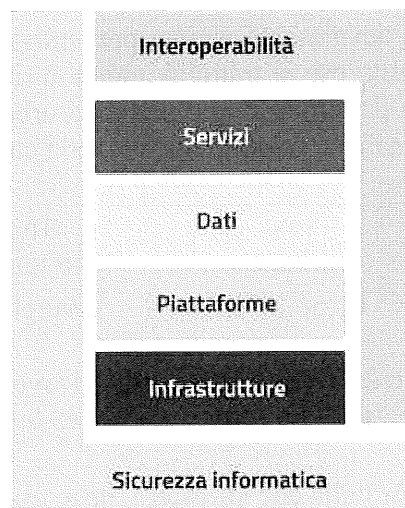 Interoperabilità
Servizi
Dati
Piattaforme
Infrastrutture
Sicurezza informatica